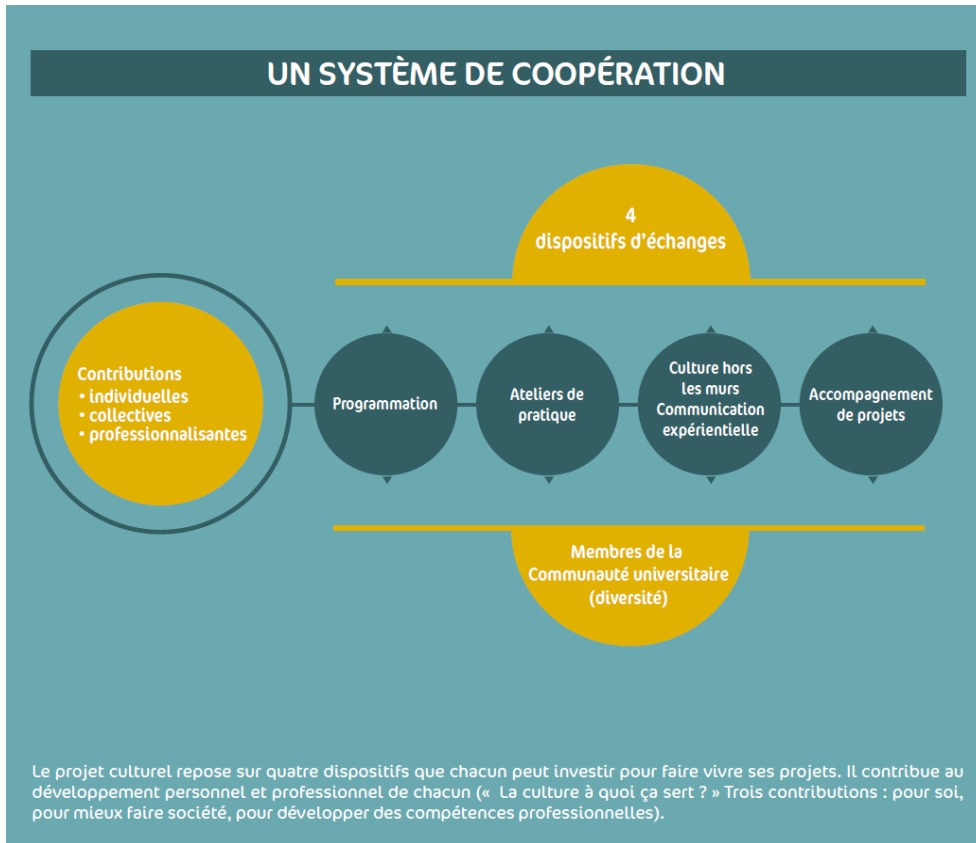 UN SYSTÈME DE COOPÉRATION
4
dispositifs d'échanges
Contributions
• individuelles
• collectives
• professionnalisantes
Programmation
Ateliers de
pratique
Culture hors
les murs
Communication
expérientielle
Accompagnement
de projets
Membres de la
Communauté universitaire
(diversité)
Le projet culturel repose sur quatre dispositifs que chacun peut investir pour faire vivre ses projets. Il contribue au
développement personnel et professionnel de chacun (« La culture à quoi ça sert ? » Trois contributions : pour soi,
pour mieux faire société, pour développer des compétences professionnelles).